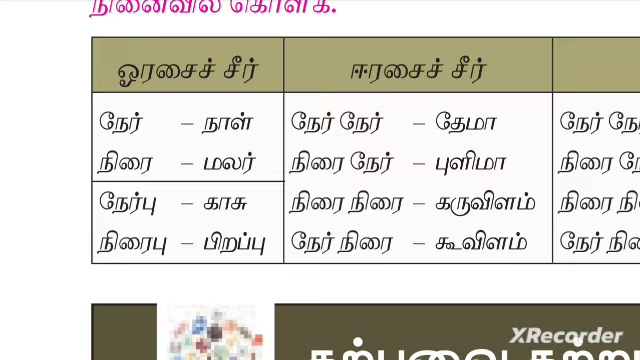 நினைவில் கொள்க.
ஓரசைச் சீர் ஈரசைச் சீர்
நேர் – நாள் நேர் நேர் – தேமா நேர்
நிரை – மலர் நிரை நேர் – புளிமா நிரை
நேர்பு – காசு நிரை நிரை – கருவிளம் நிரை
நிரைபு – பிறப்பு நேர் நிரை – கூவிளம் நேர்
XRecorder